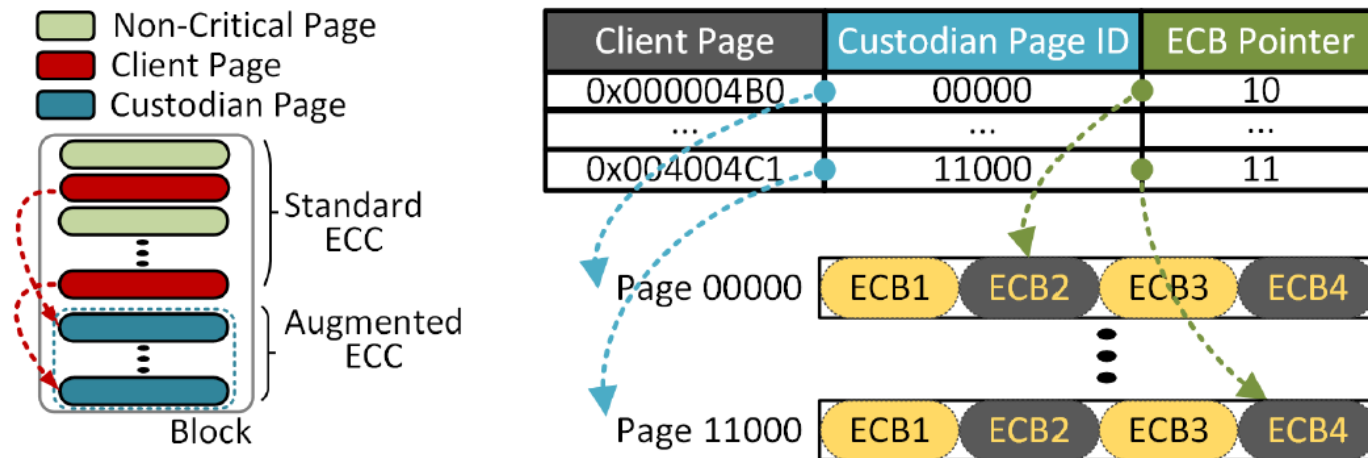 Non-Critical Page
Client Page
Custodian Page
Standard
ECC
Augmented
ECC
Block
Client Page Custodian Page ID ECB Pointer
0x000004B0 00000 10
... ... ...
0x004004C1 11000 11
Page 00000 ECB1 ECB2 ECB3 ECB4
Page 11000 ECB1 ECB2 ECB3 ECB4